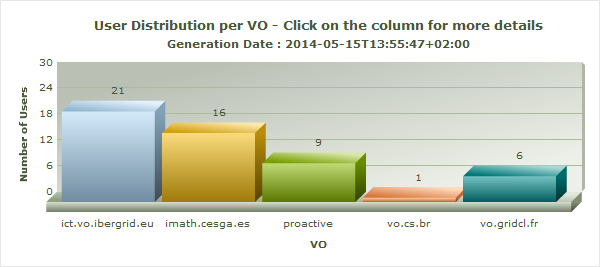 User Distribution per VO - Click on the column for more details
Generation Date : 2014-05-15T13:55:47+02:00
Number of Users
30
24
18
12
6
0
21
16
9
1
6
ict.vo.ibergrid.eu
imath.cesga.es
proactive
vo.cs.br
vo.gridcl.fr
VO